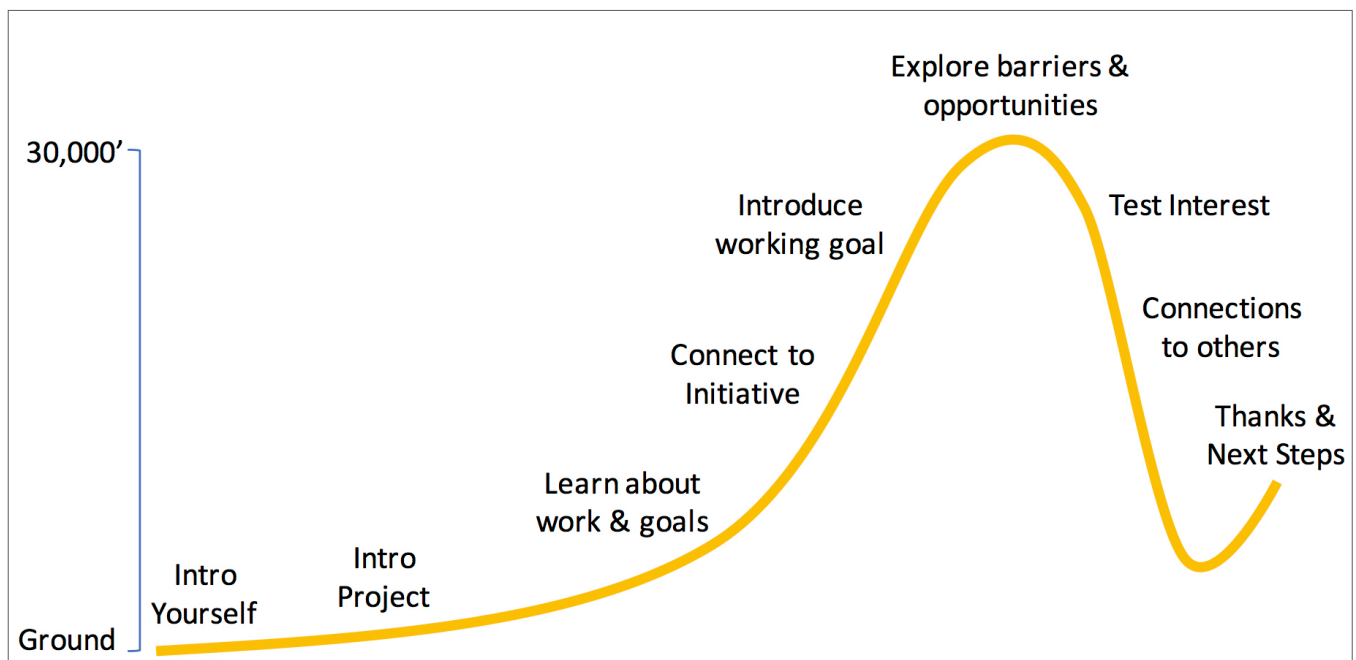 Explore barriers &
opportunities
30,000’
Introduce
working goal
Test Interest
Connections
to others
Connect to
Initiative
Thanks &
Next Steps
Learn about
work & goals
Intro
Project
Intro
Yourself
Ground